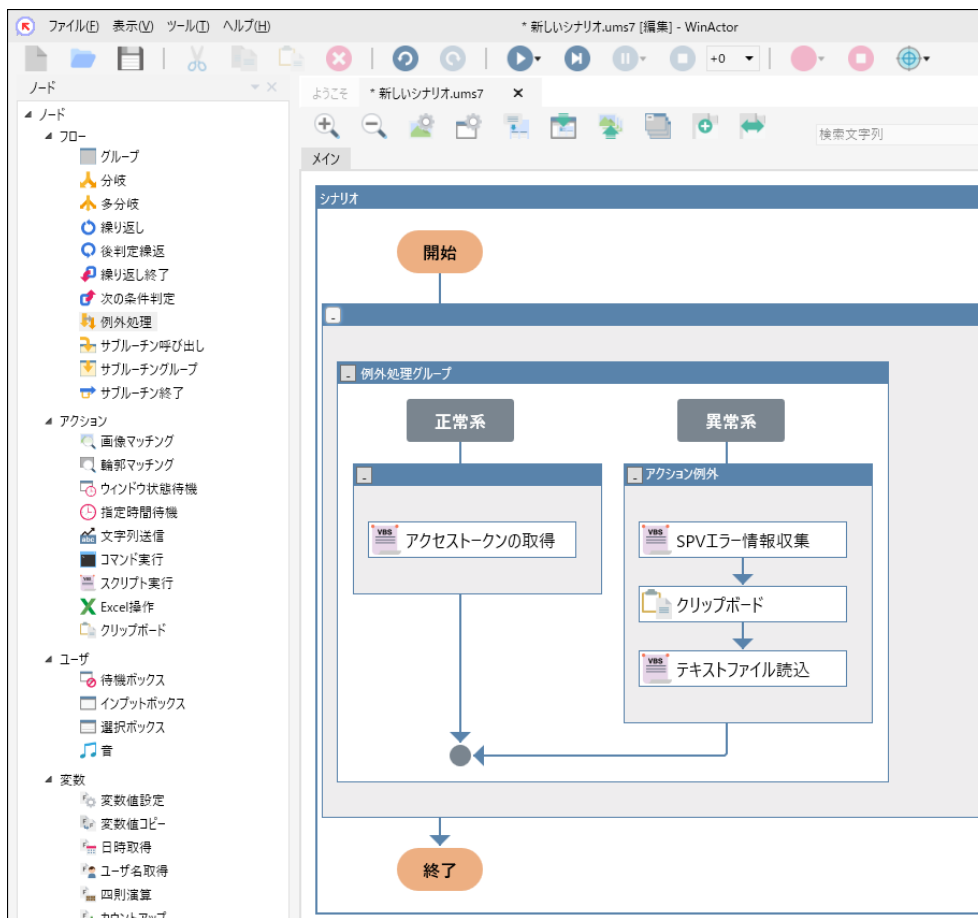 ファイル(F) 表示(V) ツール(T) ヘルプ(H)
* 新しいシナリオ.ums7 [編集] - WinActor
+0
ノード
ようこそ
* 新しいシナリオ.ums7
検索文字列
メイン
ノード
フロー
グループ
分岐
多分岐
繰り返し
後判定繰返
繰り返し終了
次の条件判定
例外処理
サブルーチン呼び出し
サブルーチングループ
サブルーチン終了
アクション
画像マッチング
輪郭マッチング
ウィンドウ状態待機
指定時間待機
文字列送信
コマンド実行
スクリプト実行
Excel操作
クリップボード
ユーザ
待機ボックス
インプットボックス
選択ボックス
音
変数
変数値設定
変数値コピー
日時取得
ユーザ名取得
四則演算
カウントアップ
シナリオ
開始
例外処理グループ
正常系
異常系
アクション例外
VBS
アクセストークンの取得
VBS
SPVエラー情報収集
クリップボード
VBS
テキストファイル読込
終了